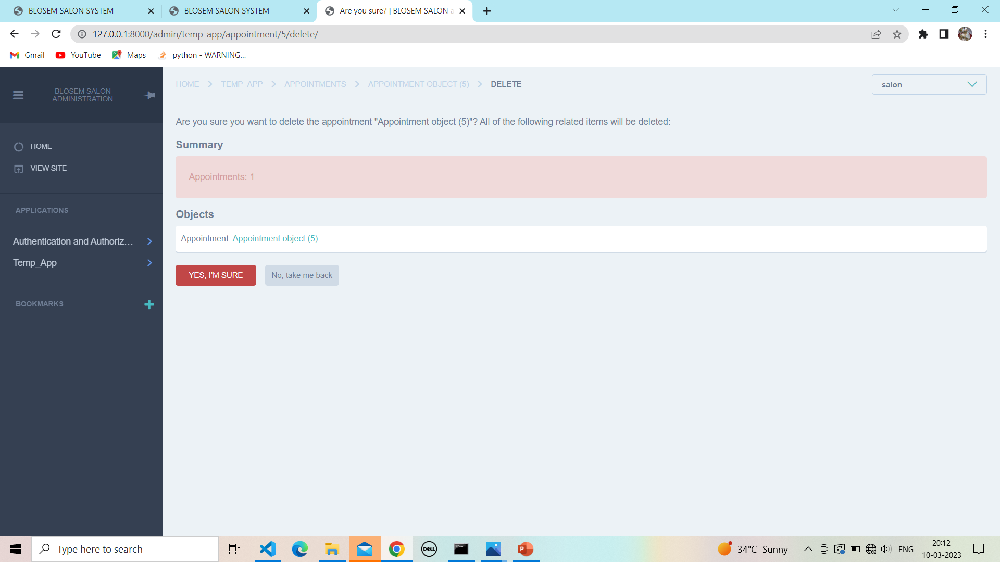 BLOSEM SALON SYSTEM
BLOSEM SALON SYSTEM
Are you sure? | BLOSEM SALON a
127.0.0.1:8000/admin/temp_app/appointment/5/delete/
Gmail
YouTube
Maps
python - WARNING...
BLOSEM SALON
ADMINISTRATION
HOME
VIEW SITE
APPLICATIONS
Authentication and Authoriz...
Temp_App
BOOKMARKS
HOME > TEMP_APP > APPOINTMENTS > APPOINTMENT OBJECT (5) > DELETE
salon
Are you sure you want to delete the appointment "Appointment object (5)"? All of the following related items will be deleted:
Summary
Appointments: 1
Objects
Appointment: Appointment object (5)
YES, I'M SURE
No, take me back
Type here to search
DELL
P
34°C Sunny
ENG
20:12
10-03-2023